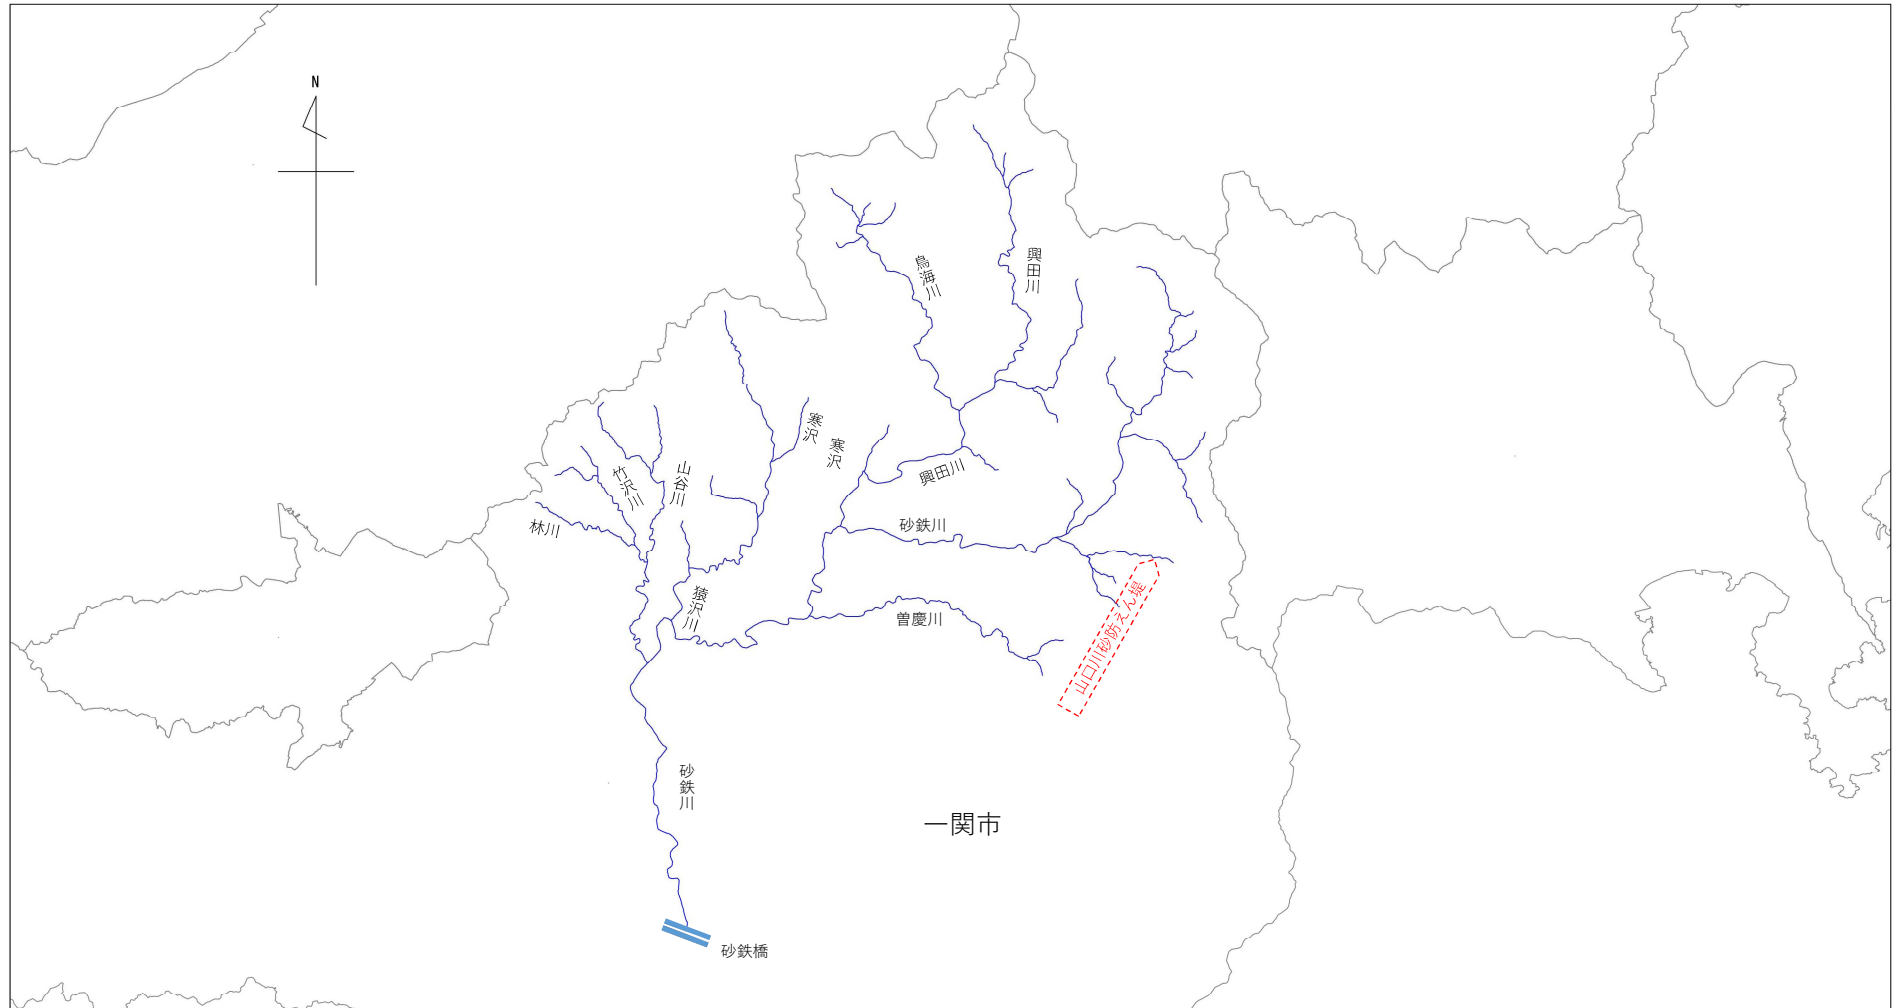 N
鳥海川
興田川
寒沢
寒沢
山谷川
竹沢川
興田川
林川
砂鉄川
猿沢川
曽慶川
山口川砂防えん堤
砂鉄川
一関市
砂鉄橋